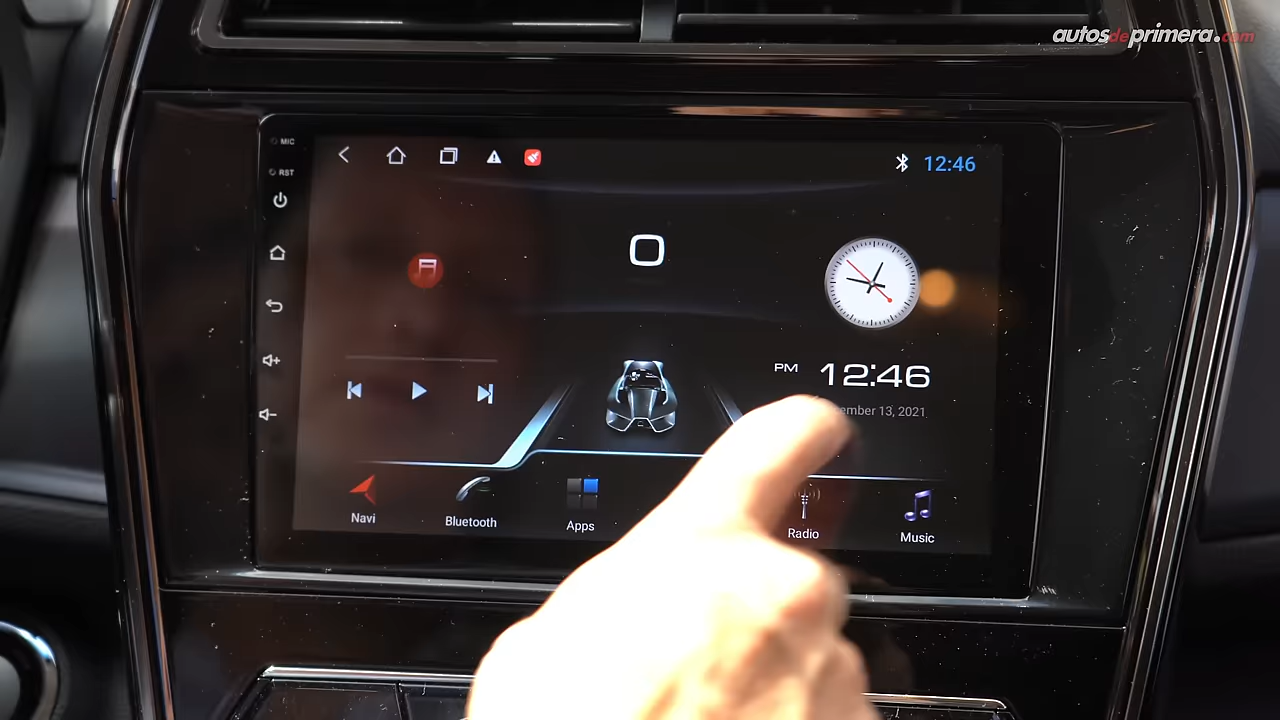 autosdeprimera.com
MIC
RST
12:46
PM 12:46
ember 13, 2021
Navi
Bluetooth
Apps
Radio
Music